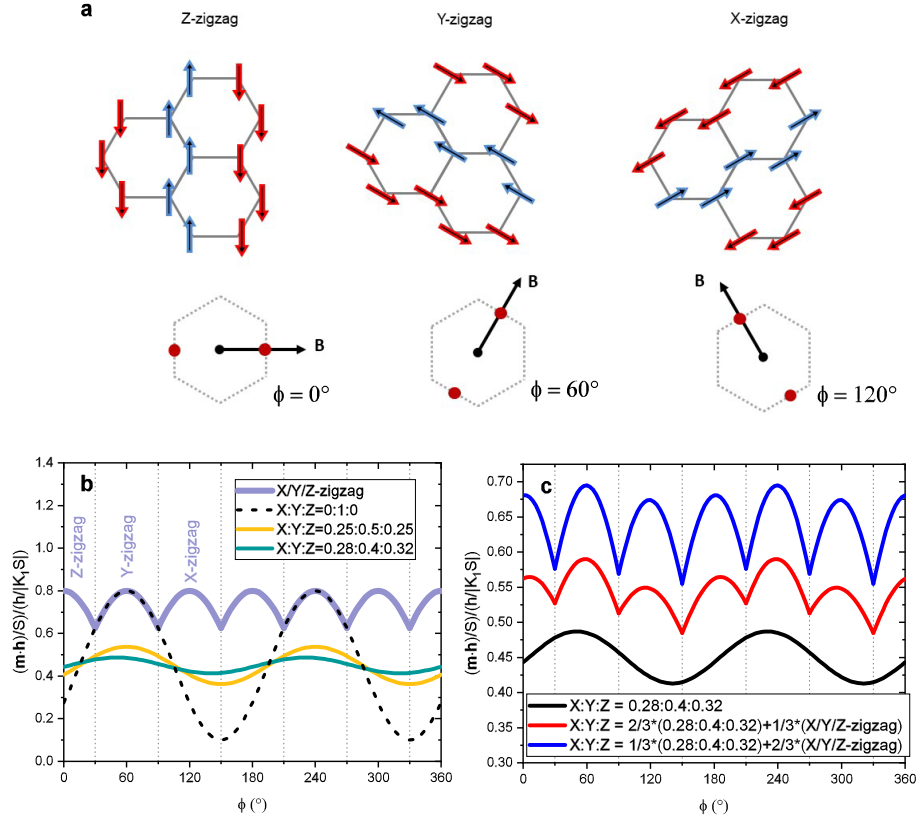 a
Z-zigzag
Y-zigzag
X-zigzag
B
ϕ = 0°
B
ϕ = 60°
B
ϕ = 120°
b
1.4
1.2
1.0
0.8
0.6
0.4
0.2
0.0
(m·h)/S)/(h/|K₁S|)
X/Y/Z-zigzag
X:Y:Z=0:1:0
X:Y:Z=0.25:0.5:0.25
X:Y:Z=0.28:0.4:0.32
Z-zigzag
Y-zigzag
X-zigzag
0 60 120 180 240 300 360
ϕ (°)
c
0.70
0.65
0.60
0.55
0.50
0.45
0.40
0.35
0.30
(m·h)/S)/(h/|K₁S|)
X:Y:Z = 0.28:0.4:0.32
X:Y:Z = 2/3*(0.28:0.4:0.32)+1/3*(X/Y/Z-zigzag)
X:Y:Z = 1/3*(0.28:0.4:0.32)+2/3*(X/Y/Z-zigzag)
0 60 120 180 240 300 360
ϕ (°)